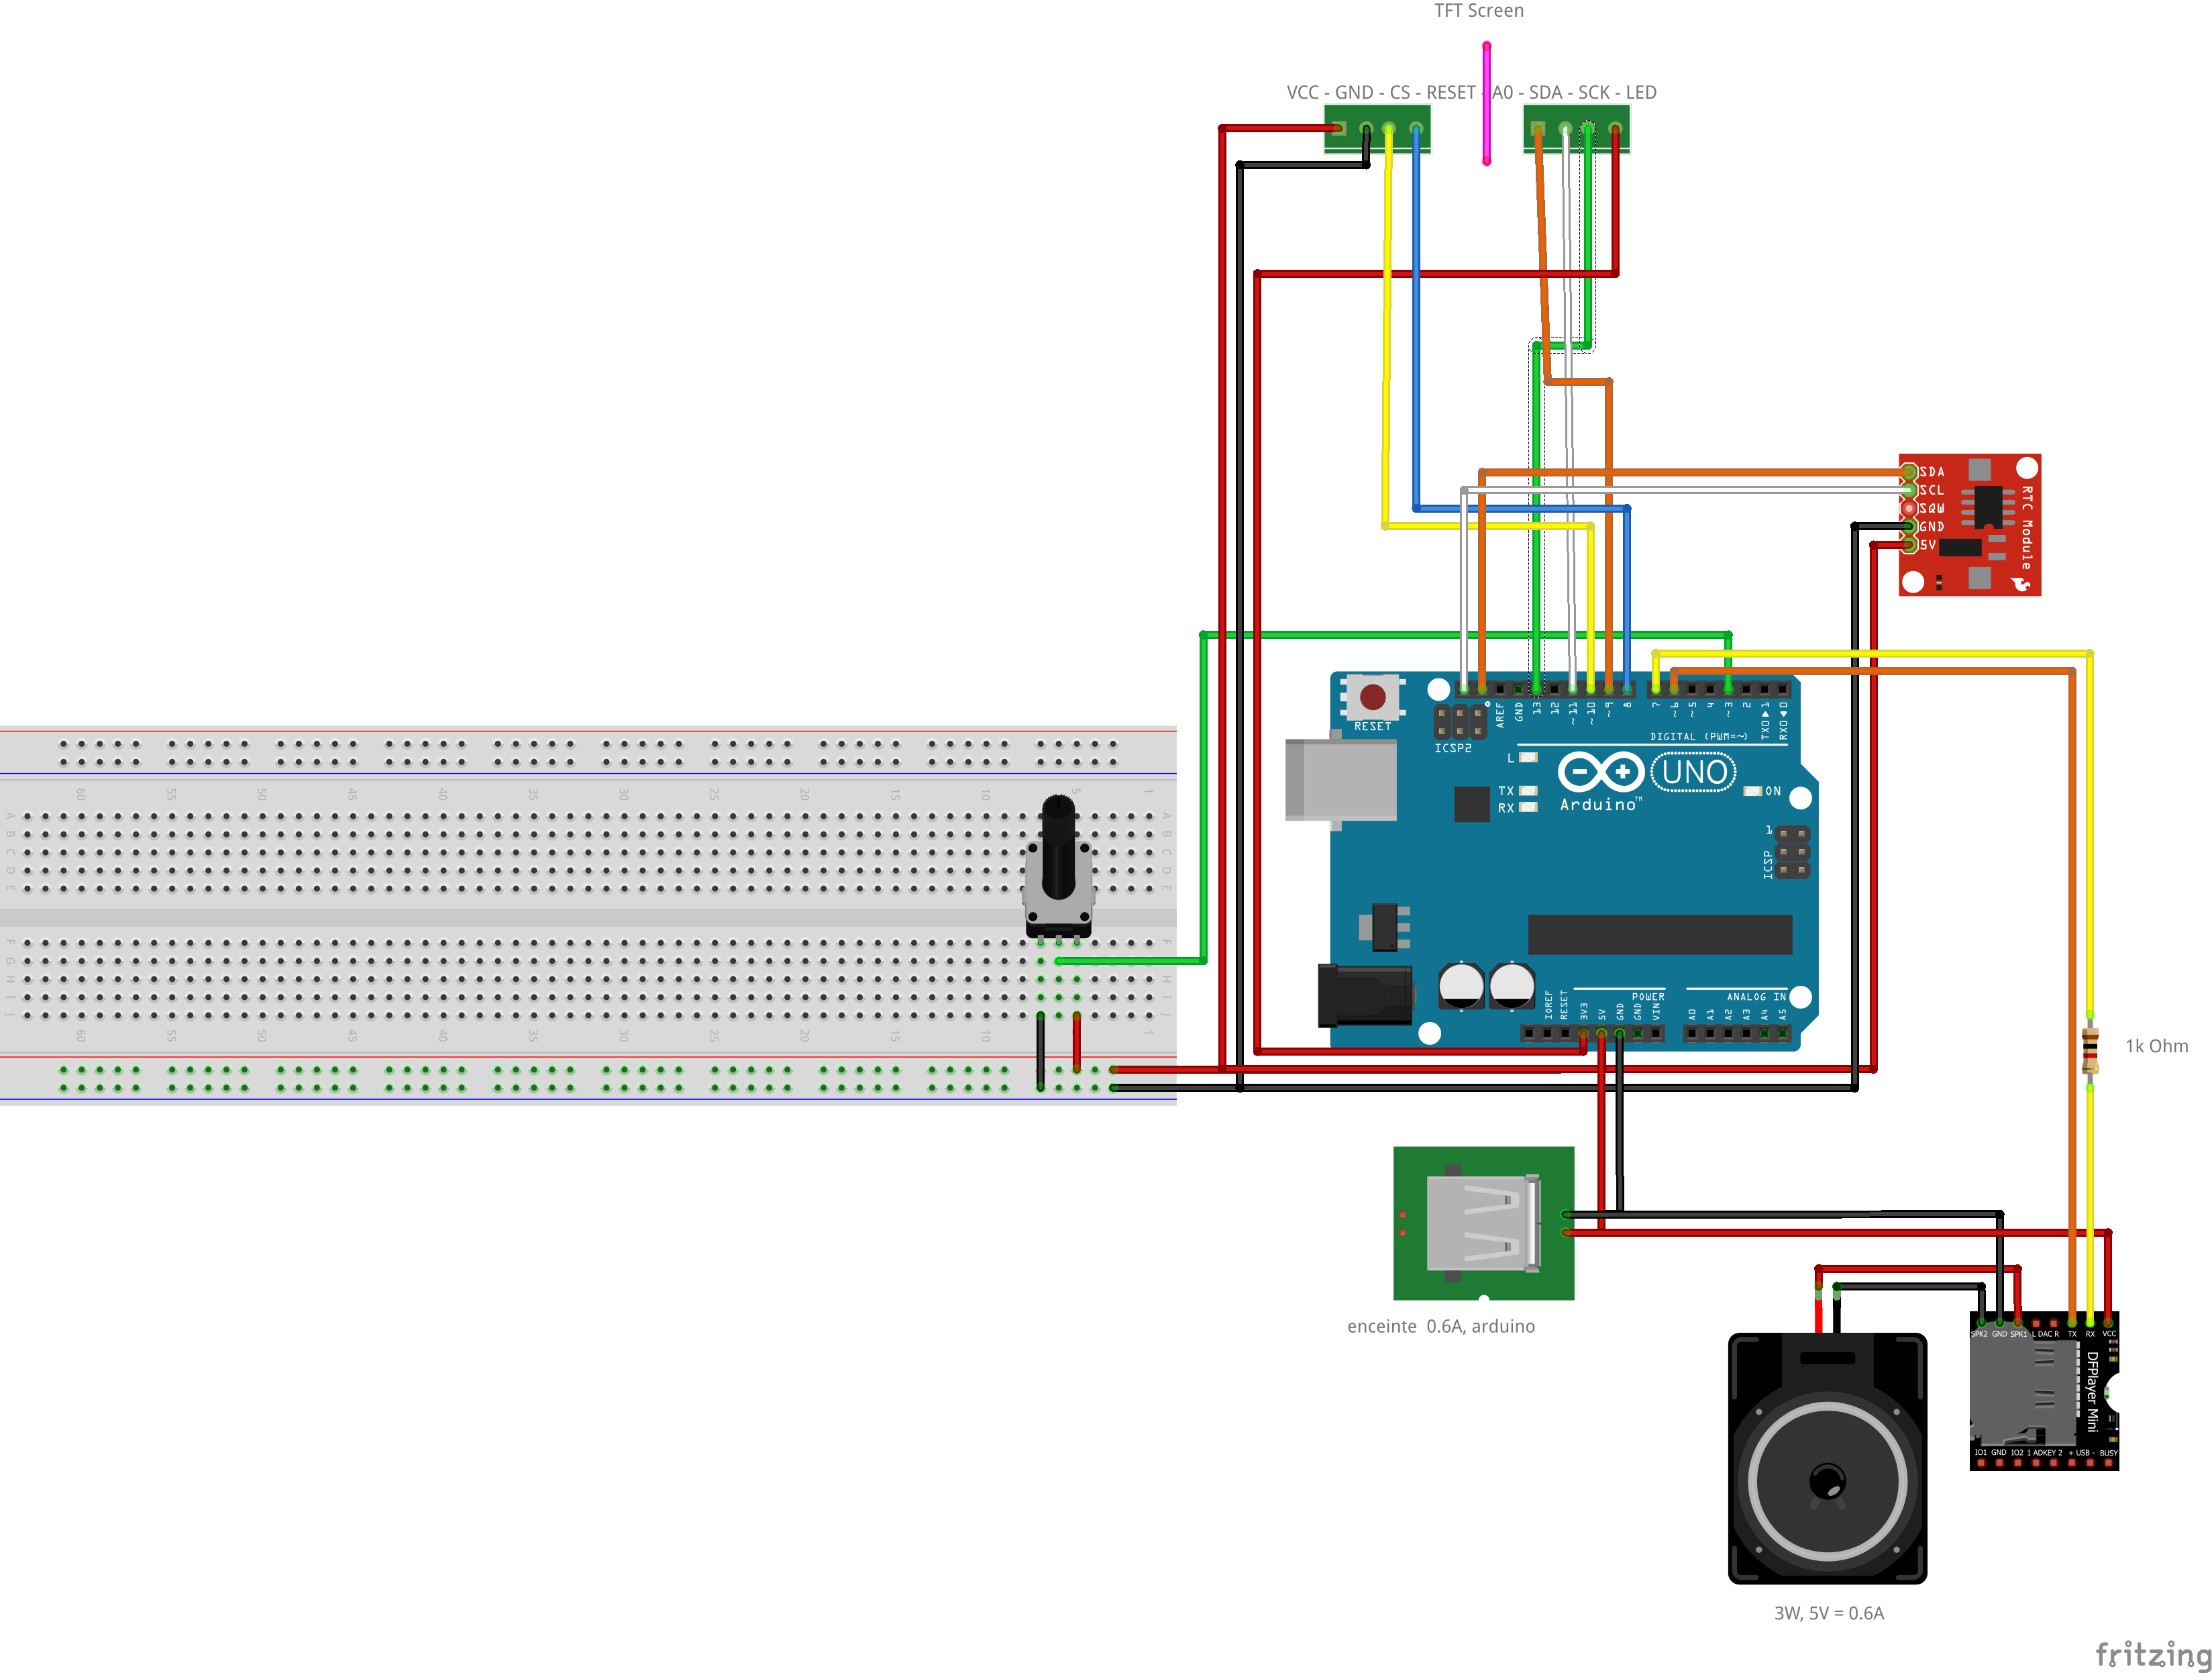 TFT Screen
VCC - GND - CS - RESET - A0 - SDA - SCK - LED
SDA
SCL
SQW
GND
5V
RTC Module
RESET
ICSP2
AREF
GND
13
12
~11
~10
~9
8
7
~6
~5
4
~3
2
TX0 1
RX0 0
DIGITAL (PWM=~)
L
TX
RX
UNO
Arduino™
ON
1
ICSP
60 55 50 45 40 35 30 25 20 15 10 5 1
A A
B B
C C
D D
E E
F F
G
H H
I I
J J
60 55 50 45 40 35 30 25 20 15 10 1
POWER
ANALOG IN
IOREF
RESET
3V3
5V
GND
GND
VIN
A0
A1
A2
A3
A4
A5
1k Ohm
enceinte 0.6A, arduino
SPK2 GND SPK1 L DAC R TX RX VCC
DFPlayer Mini
IO1 GND IO2 1 ADKEY 2 + USB - BUSY
3W, 5V = 0.6A
fritzing